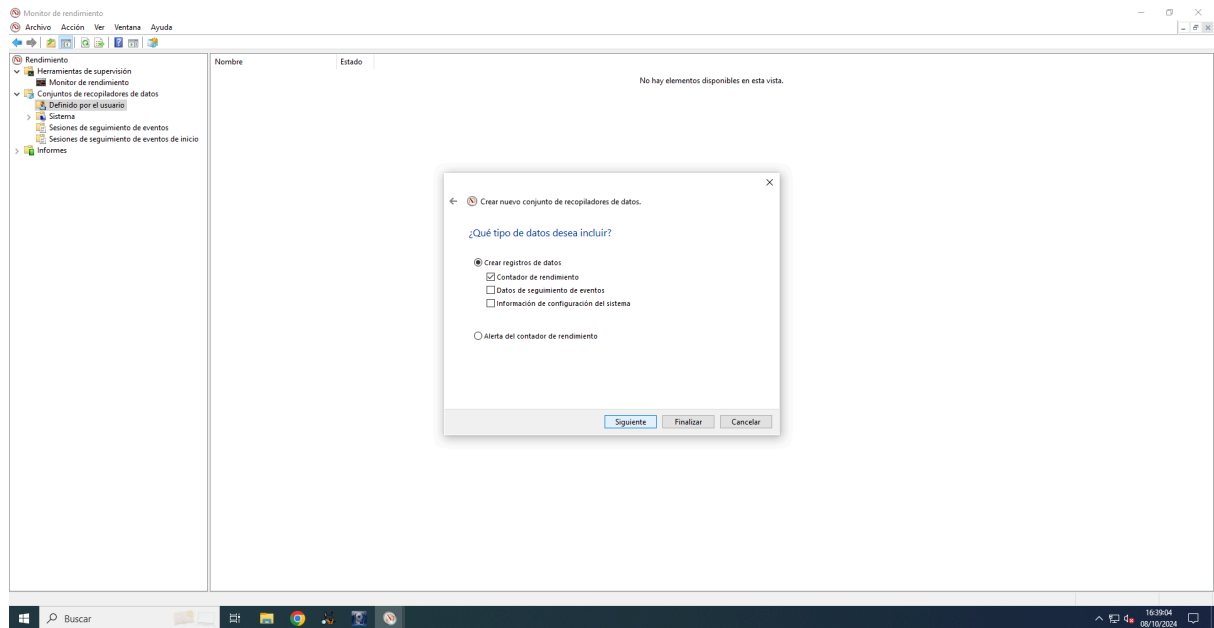 Monitor de rendimiento
Archivo Acción Ver Ventana Ayuda
Rendimiento
Herramientas de supervisión
Monitor de rendimiento
Conjuntos de recopiladores de datos
Definido por el usuario
Sistema
Sesiones de seguimiento de eventos
Sesiones de seguimiento de eventos de inicio
Informes
Nombre Estado
No hay elementos disponibles en esta vista.
Crear nuevo conjunto de recopiladores de datos.
¿Qué tipo de datos desea incluir?
Crear registros de datos
Contador de rendimiento
Datos de seguimiento de eventos
Información de configuración del sistema
Alerta del contador de rendimiento
Siguiente Finalizar Cancelar
Buscar
16:39:04
08/10/2024